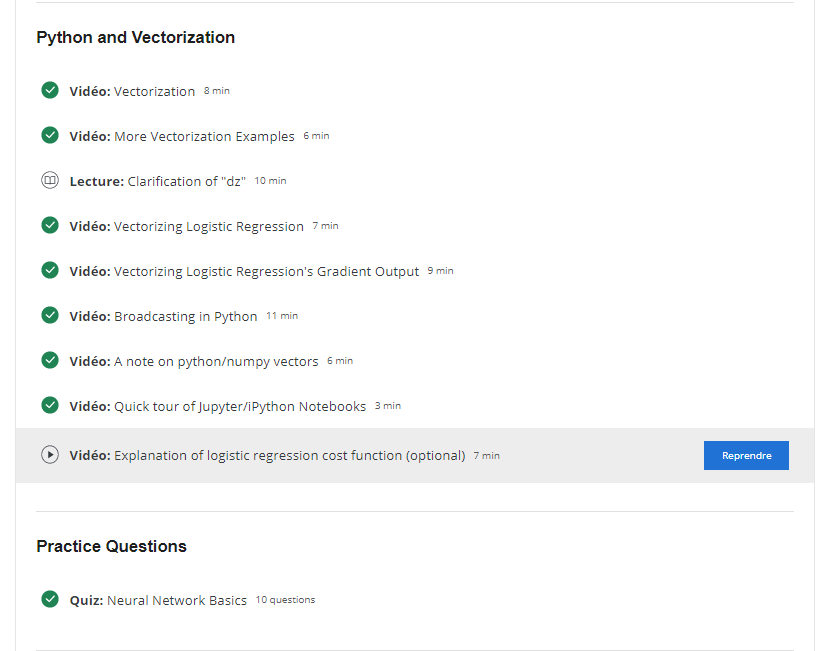 Python and Vectorization
Vidéo: Vectorization 8 min
Vidéo: More Vectorization Examples 6 min
Lecture: Clarification of "dz" 10 min
Vidéo: Vectorizing Logistic Regression 7 min
Vidéo: Vectorizing Logistic Regression's Gradient Output 9 min
Vidéo: Broadcasting in Python 11 min
Vidéo: A note on python/numpy vectors 6 min
Vidéo: Quick tour of Jupyter/iPython Notebooks 3 min
Vidéo: Explanation of logistic regression cost function (optional) 7 min Reprendre
Practice Questions
Quiz: Neural Network Basics 10 questions